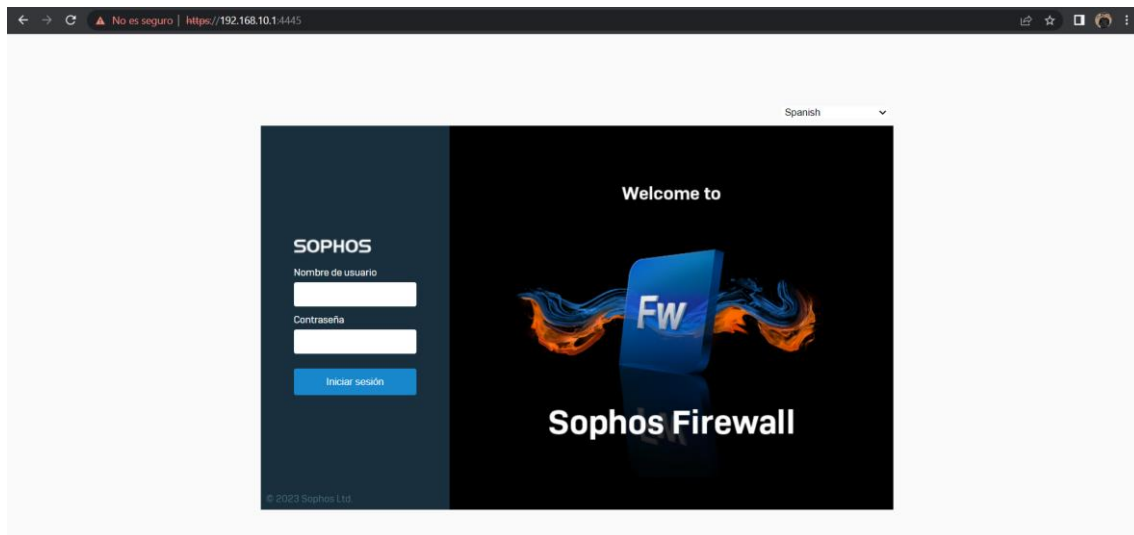 No es seguro | https://192.168.10.1:4445
Spanish
SOPHOS
Nombre de usuario
Contraseña
Iniciar sesión
© 2023 Sophos Ltd.
Welcome to
Fw
Sophos Firewall